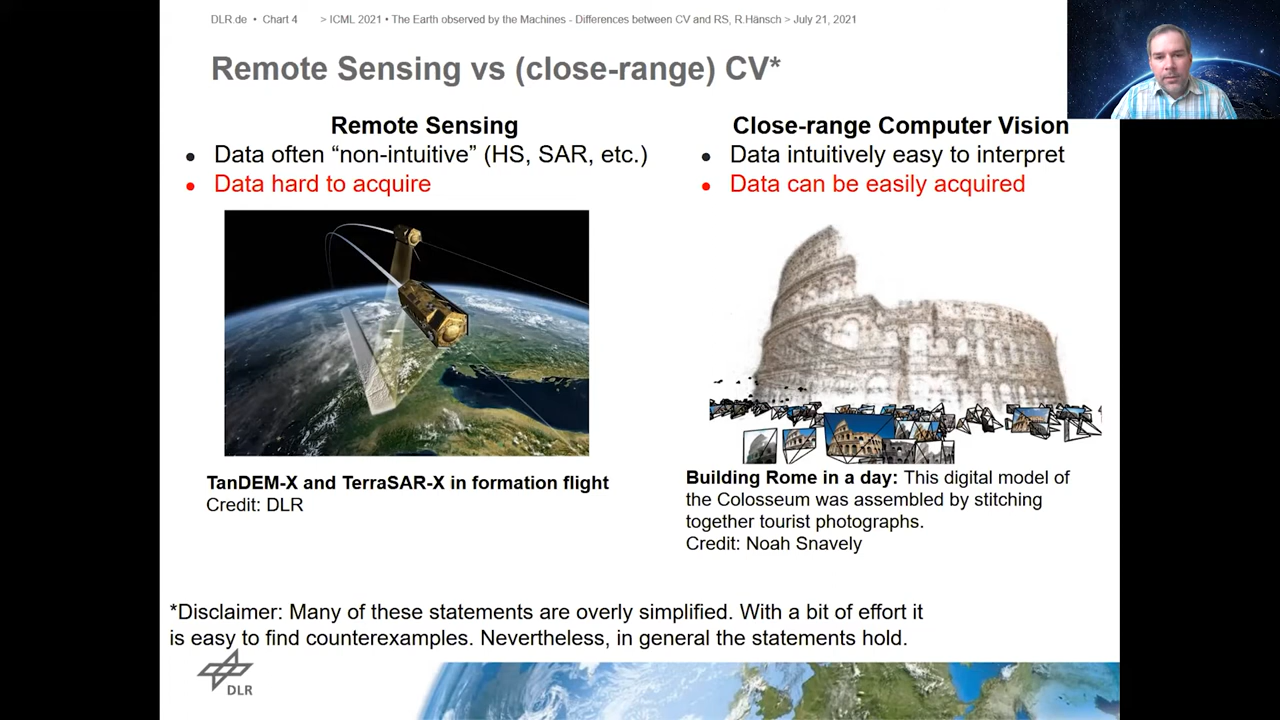 DLR.de • Chart 4 > ICML 2021 • The Earth observed by the Machines - Differences between CV and RS, R.Hänsch > July 21, 2021
Remote Sensing vs (close-range) CV*
Remote Sensing
• Data often “non-intuitive” (HS, SAR, etc.)
• Data hard to acquire
TanDEM-X and TerraSAR-X in formation flight
Credit: DLR
Close-range Computer Vision
• Data intuitively easy to interpret
• Data can be easily acquired
Building Rome in a day: This digital model of
the Colosseum was assembled by stitching
together tourist photographs.
Credit: Noah Snavely
*Disclaimer: Many of these statements are overly simplified. With a bit of effort it
is easy to find counterexamples. Nevertheless, in general the statements hold.
DLR